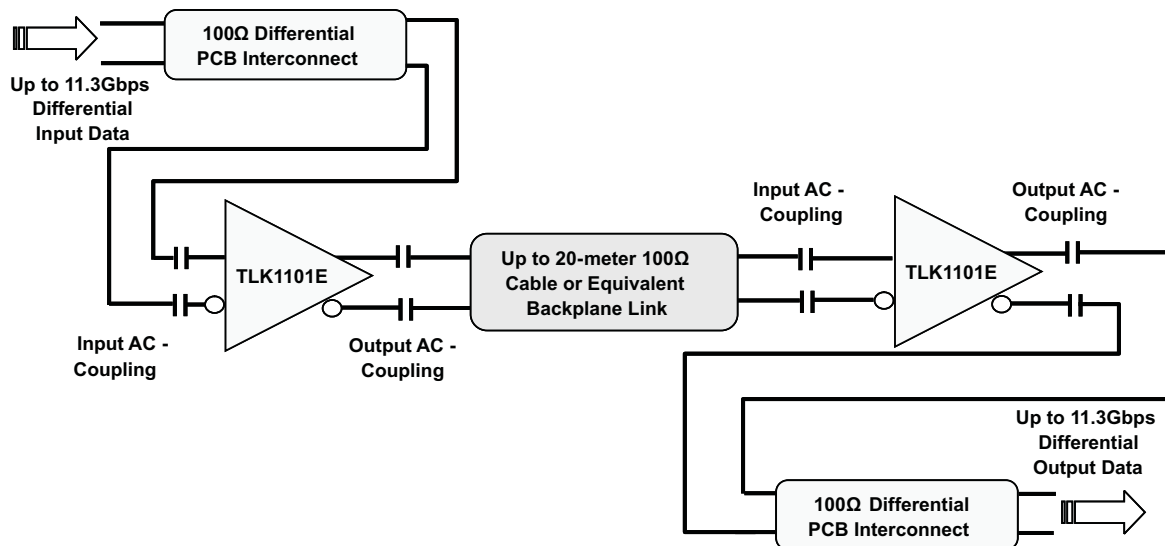 100Ω Differential
PCB Interconnect
Up to 11.3Gbps
Differential
Input Data
Input AC -
Coupling
Output AC -
Coupling
TLK1101E
Up to 20-meter 100Ω
Cable or Equivalent
Backplane Link
TLK1101E
Input AC -
Coupling
Output AC -
Coupling
Up to 11.3Gbps
Differential
Output Data
100Ω Differential
PCB Interconnect